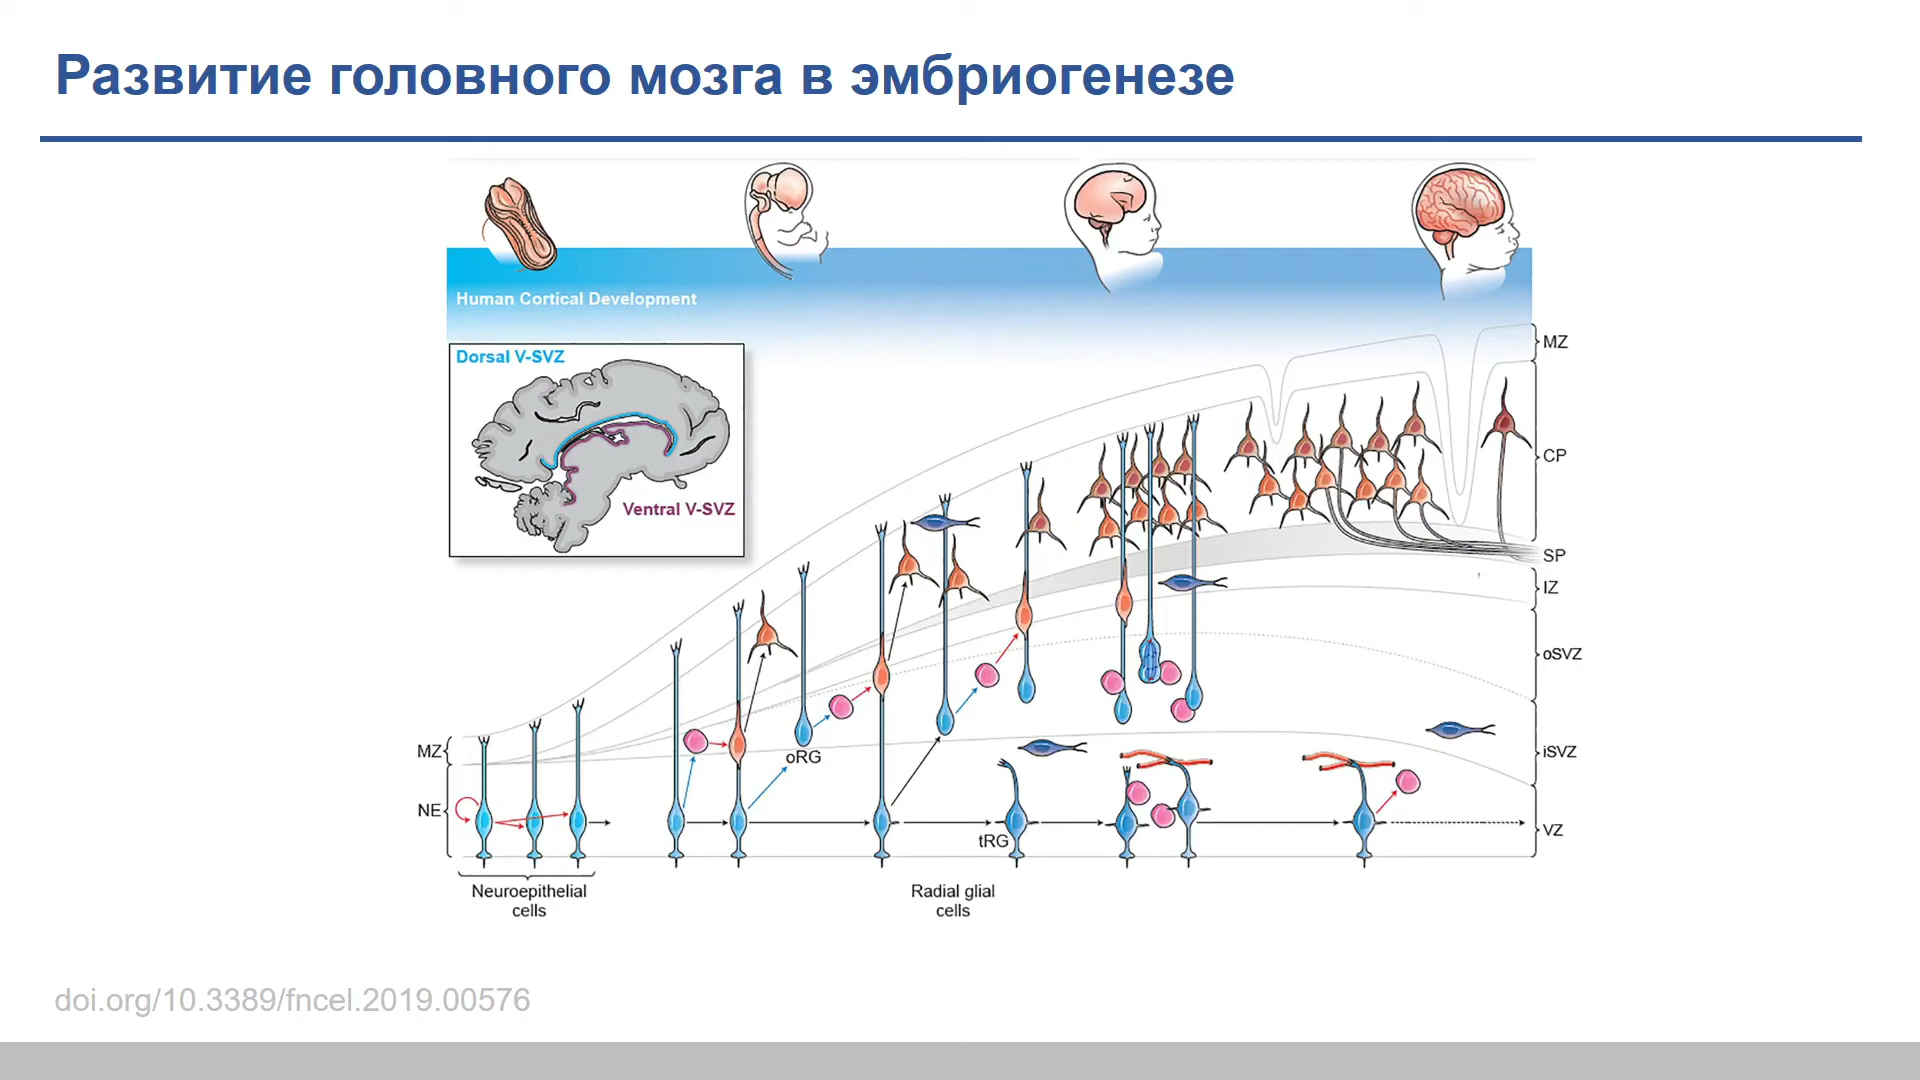 Развитие головного мозга в эмбриогенезе
Human Cortical Development
Dorsal V-SVZ
Ventral V-SVZ
MZ
CP
SP
IZ
oSVZ
iSVZ
VZ
MZ
NE
oRG
tRG
Neuroepithelial
cells
Radial glial
cells
doi.org/10.3389/fncel.2019.00576